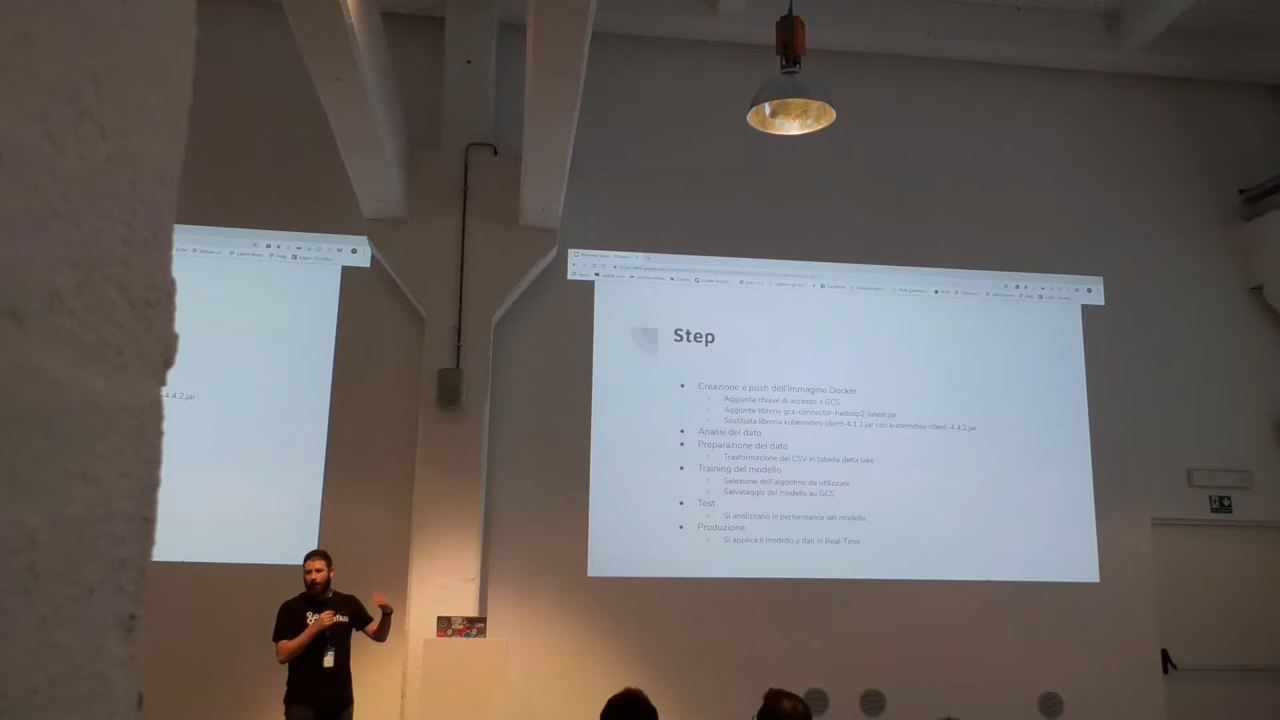 -4.4.2.jar
Step
Creazione e push dell'immagine Docker
Aggiunta chiave di accesso a GCS
Aggiunte librerie gcs-connector-hadoop2-latest.jar
Sostituita libreria kubernetes-client-4.1.2.jar con kubernetes-client-4.4.2.jar
Analisi del dato
Preparazione del dato
Trasformazione del CSV in tabella delta lake
Training del modello
Selezione dell'algoritmo da utilizzare
Salvataggio del modello su GCS
Test
Si analizzano le performance del modello
Produzione
Si applica il modello a dati in Real-Time